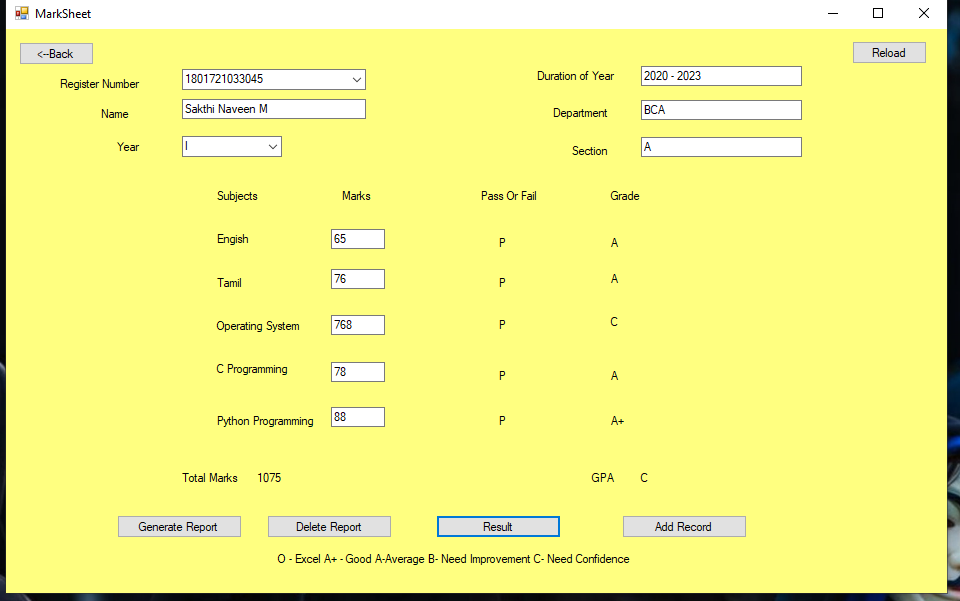 MarkSheet
<--Back
Reload
Register Number 1801721033045 Duration of Year 2020 - 2023
Name Sakthi Naveen M Department BCA
Year I Section A
Subjects Marks Pass Or Fail Grade
Engish 65 P A
Tamil 76 P A
Operating System 768 P C
C Programming 78 P A
Python Programming 88 P A+
Total Marks 1075 GPA C
Generate Report Delete Report Result Add Record
O - Excel A+ - Good A-Average B- Need Improvement C- Need Confidence